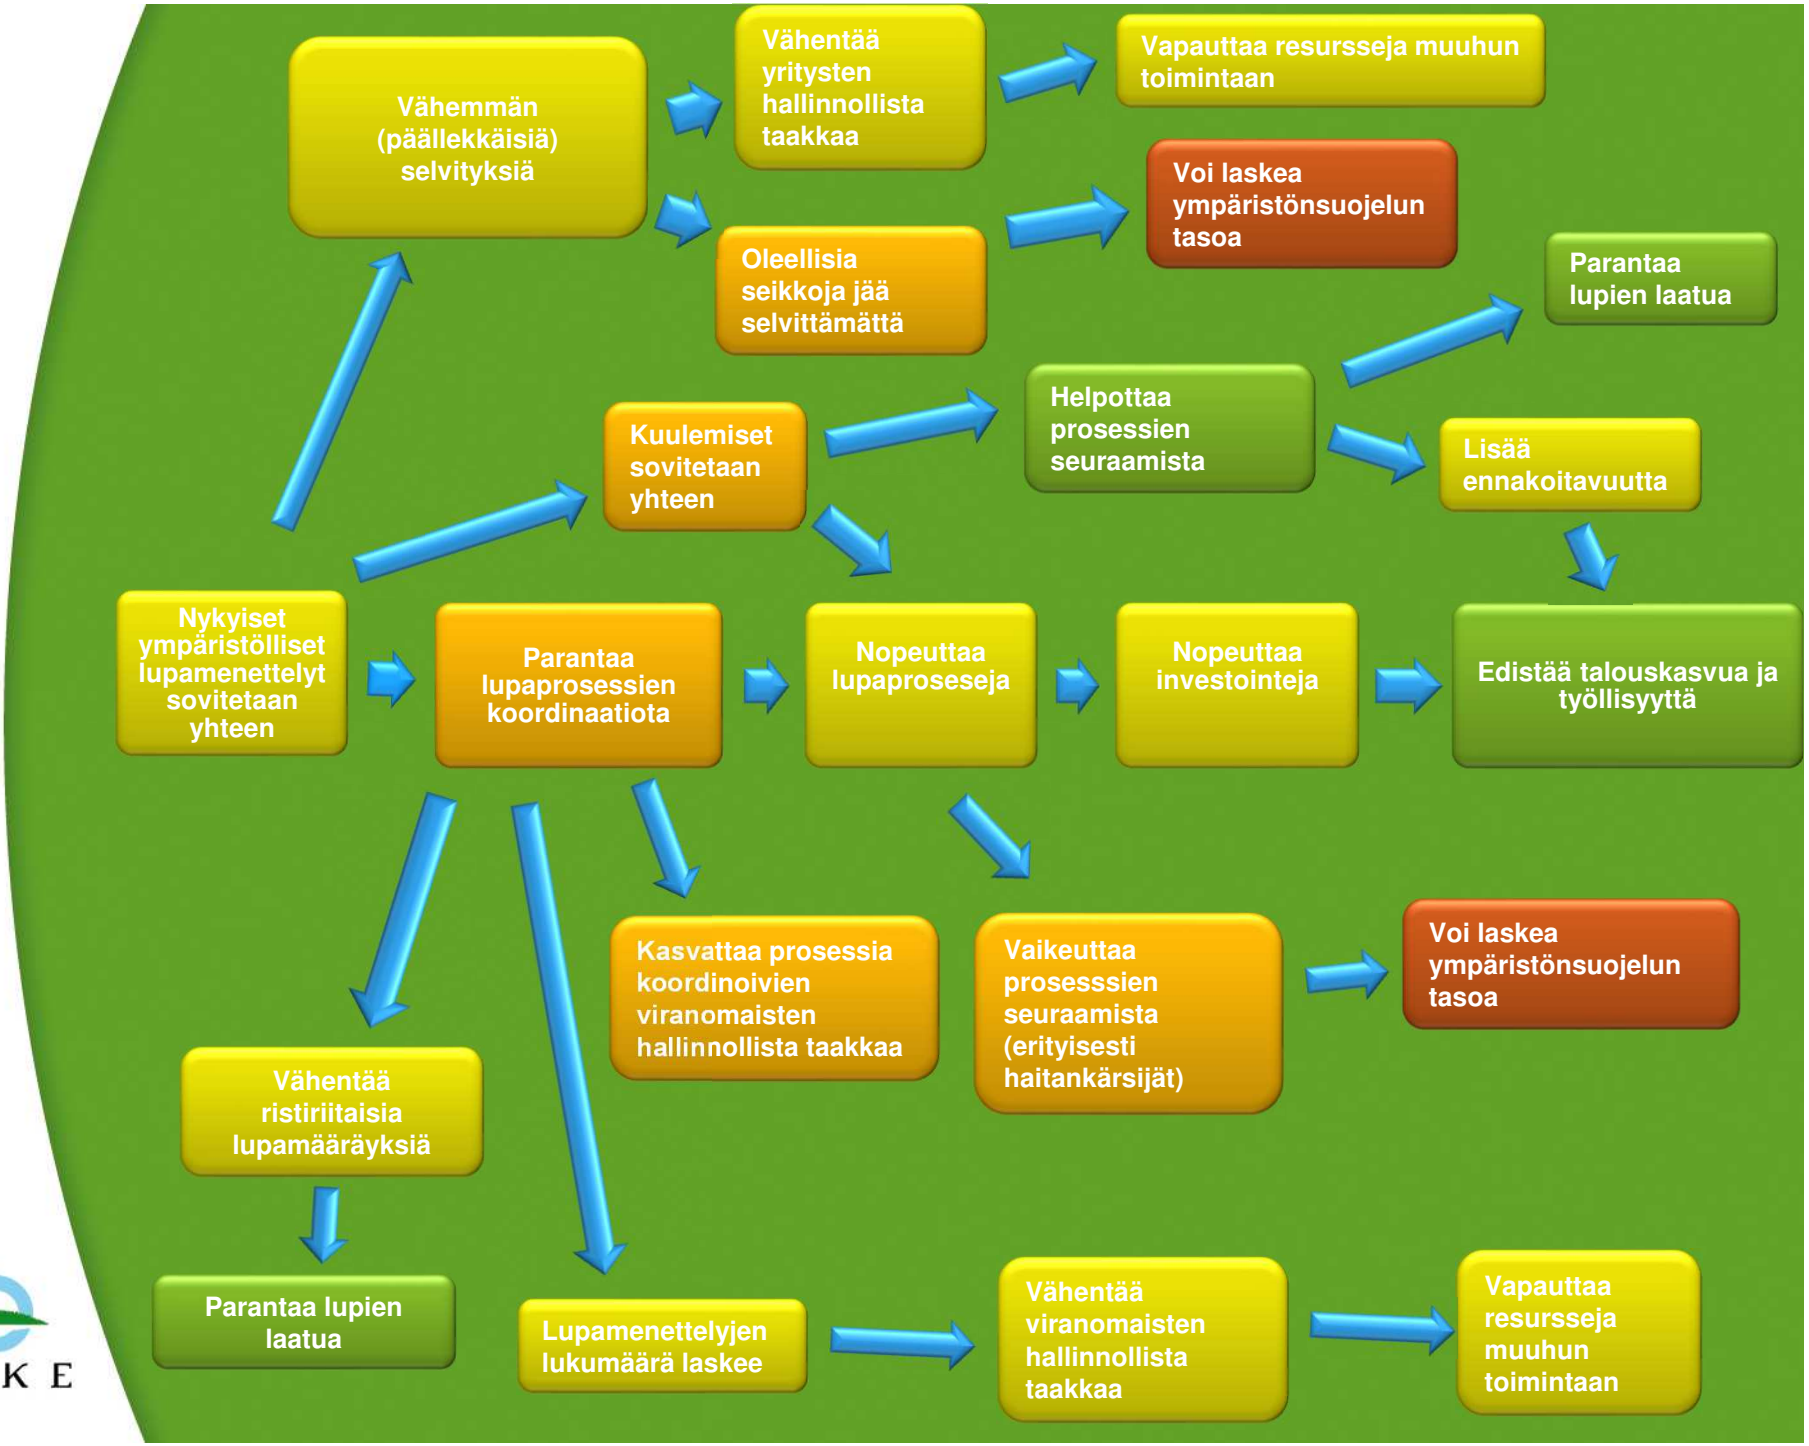 Vähentää
yritysten
hallinnollista
taakkaa
Vapauttaa resursseja muuhun
toimintaan
Vähemmän
(päällekkäisiä)
selvityksiä
Voi laskea
ympäristönsuojelun
tasoa
Oleellisia
seikkoja jää
selvittämättä
Parantaa
lupien laatua
Helpottaa
prosessien
seuraamista
Kuulemiset
sovitetaan
yhteen
Lisää
ennakoitavuutta
Nykyiset
ympäristölliset
lupamenettelyt
sovitetaan
yhteen
Parantaa
lupaprosessien
koordinaatiota
Nopeuttaa
lupaproseseja
Nopeuttaa
investointeja
Edistää talouskasvua ja
työllisyyttä
Kasvattaa prosessia
koordinoivien
viranomaisten
hallinnollista taakkaa
Vaikeuttaa
prosesssien
seuraamista
(erityisesti
haitankärsijät)
Voi laskea
ympäristönsuojelun
tasoa
Vähentää
ristiriitaisia
lupamääräyksiä
Parantaa lupien
laatua
Lupamenettelyjen
lukumäärä laskee
Vähentää
viranomaisten
hallinnollista
taakkaa
Vapauttaa
resursseja
muuhun
toimintaan
K E